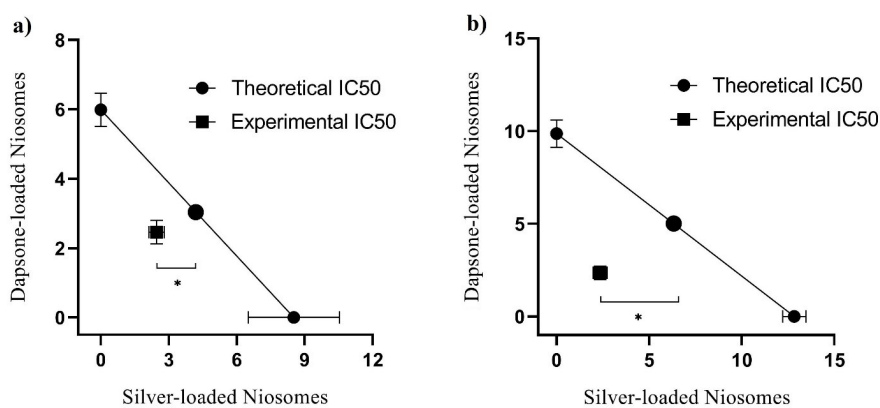 a)
8
6
4
2
0
0 3 6 9 12
Dapsone-loaded Niosomes
Silver-loaded Niosomes
Theoretical IC50
Experimental IC50
*
b)
15
10
5
0
0 5 10 15
Dapsone-loaded Niosomes
Silver-loaded Niosomes
Theoretical IC50
Experimental IC50
*